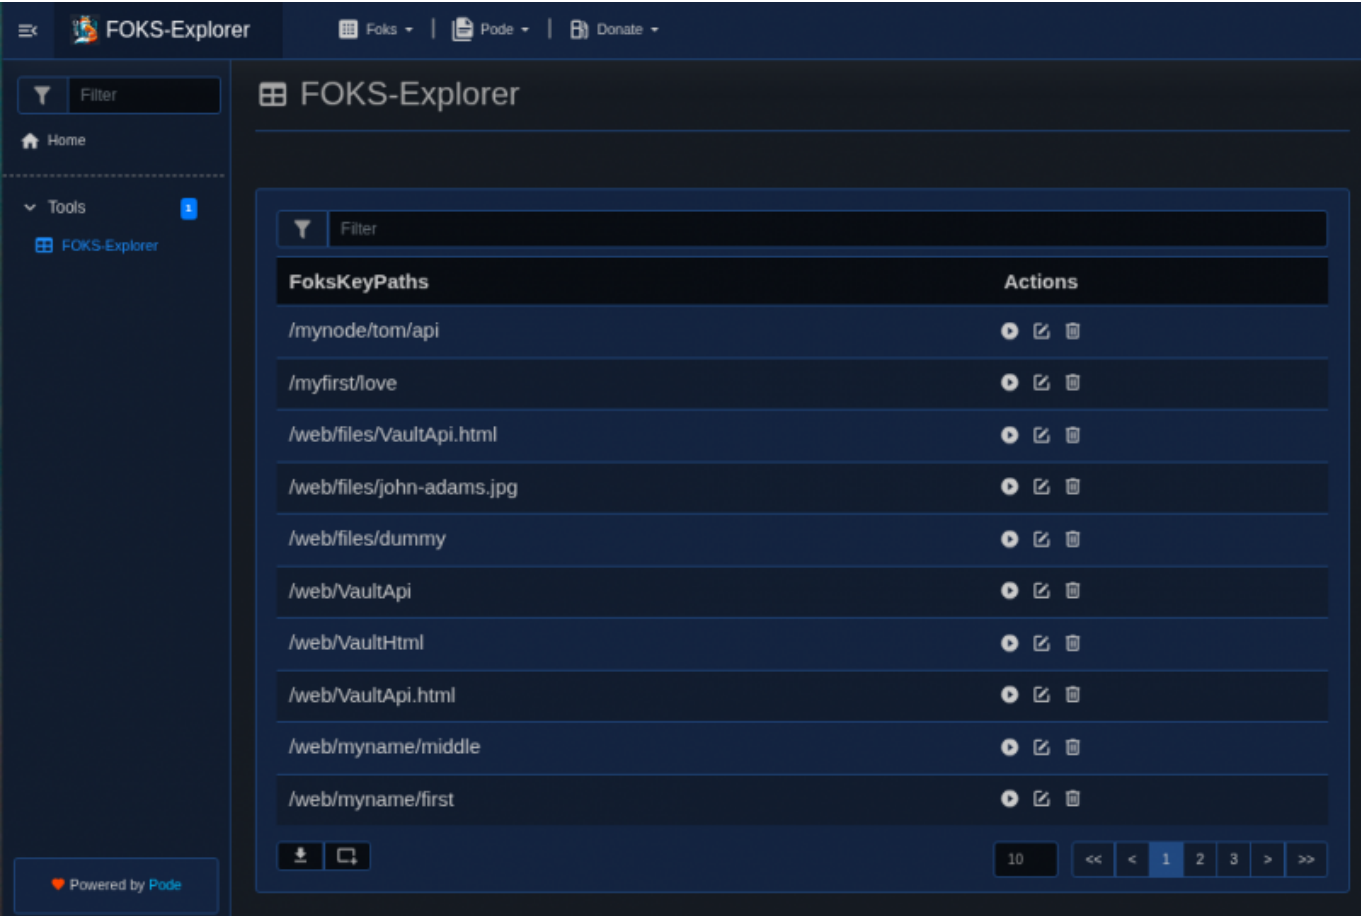 FOKS-Explorer
Foks | Pode | Donate
Filter
Home
Tools 1
FOKS-Explorer
Powered by Pode
FOKS-Explorer
Filter
FoksKeyPaths Actions
/mynode/tom/api
/myfirst/love
/web/files/VaultApi.html
/web/files/john-adams.jpg
/web/files/dummy
/web/VaultApi
/web/VaultHtml
/web/VaultApi.html
/web/myname/middle
/web/myname/first
10 << < 1 2 3 > >>